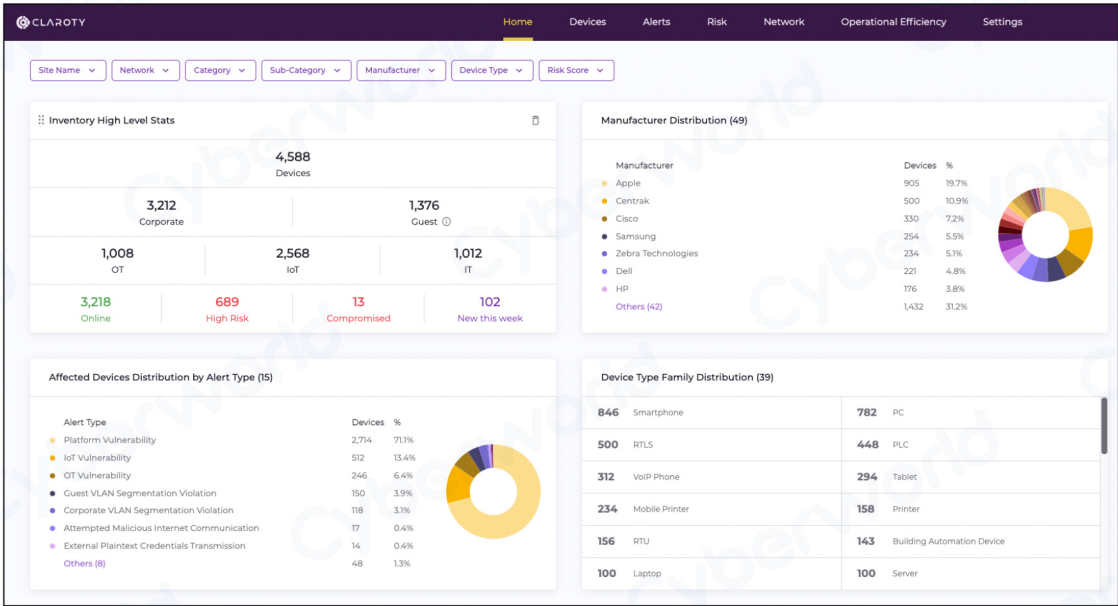 CLAROTY
Home Devices Alerts Risk Network Operational Efficiency Settings
Site Name Network Category Sub-Category Manufacturer Device Type Risk Score
Inventory High Level Stats
4,588
Devices
3,212 1,376
Corporate Guest
1,008 2,568 1,012
OT IoT IT
3,218 689 13 102
Online High Risk Compromised New this week
Manufacturer Distribution (49)
Manufacturer Devices %
Apple 905 19.7%
Centrak 500 10.9%
Cisco 330 7.2%
Samsung 254 5.5%
Zebra Technologies 234 5.1%
Dell 221 4.8%
HP 176 3.8%
Others (42) 1,432 31.2%
Affected Devices Distribution by Alert Type (15)
Alert Type Devices %
Platform Vulnerability 2,714 71.1%
IoT Vulnerability 512 13.4%
OT Vulnerability 246 6.4%
Guest VLAN Segmentation Violation 150 3.9%
Corporate VLAN Segmentation Violation 118 3.1%
Attempted Malicious Internet Communication 17 0.4%
External Plaintext Credentials Transmission 14 0.4%
Others (8) 48 1.3%
Device Type Family Distribution (39)
846 Smartphone 782 PC
500 RTLS 448 PLC
312 VoIP Phone 294 Tablet
234 Mobile Printer 158 Printer
156 RTU 143 Building Automation Device
100 Laptop 100 Server
Cyberworld